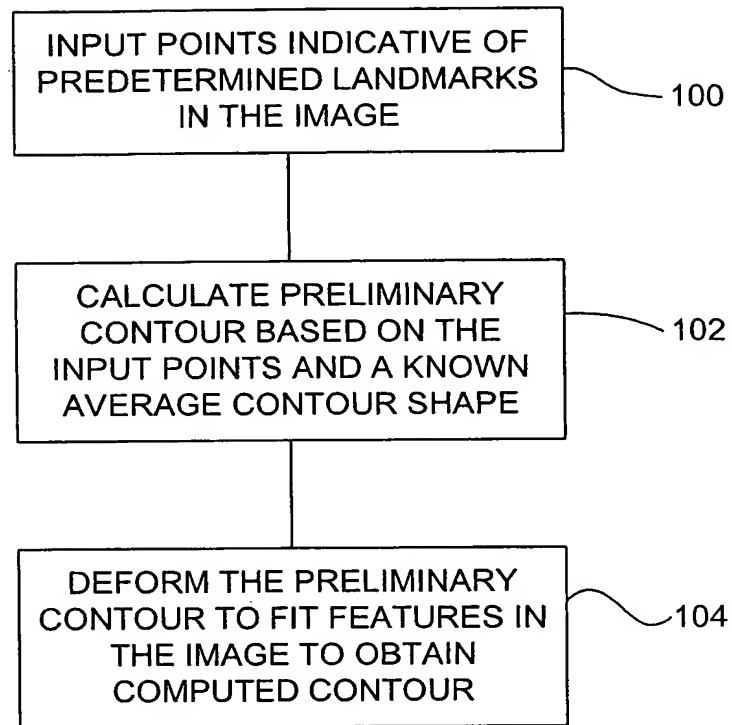 INPUT POINTS INDICATIVE OF
PREDETERMINED LANDMARKS
IN THE IMAGE
100
CALCULATE PRELIMINARY
CONTOUR BASED ON THE
INPUT POINTS AND A KNOWN
AVERAGE CONTOUR SHAPE
102
DEFORM THE PRELIMINARY
CONTOUR TO FIT FEATURES IN
THE IMAGE TO OBTAIN
COMPUTED CONTOUR
104